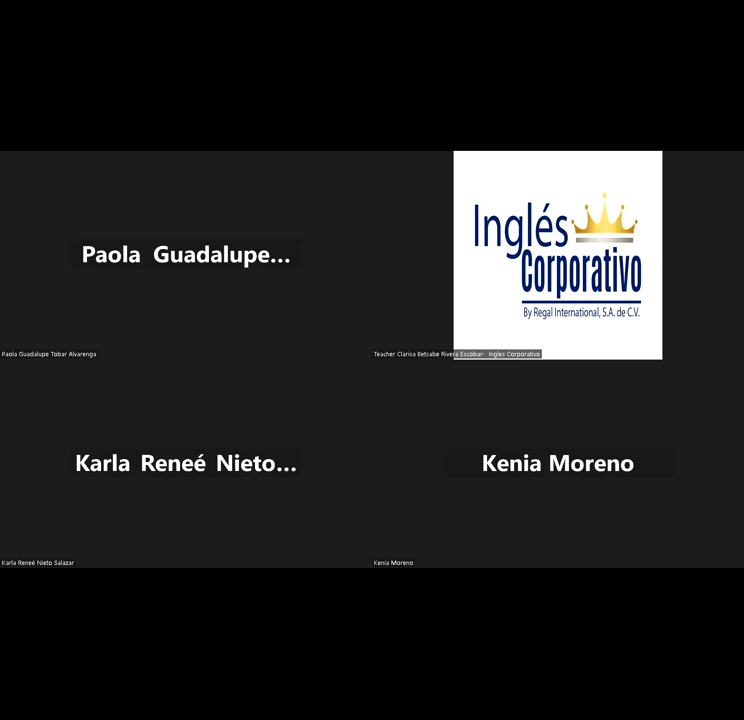 Paola Guadalupe...
Paola Guadalupe Tobar Alvarenga
Inglés
Corporativo
By Regal International, S.A. de C.V.
Teacher Clarisa Betsabe Rivera Escobar- Ingles Corporativo
Karla Reneé Nieto...
Karla Reneé Nieto Salazar
Kenia Moreno
Kenia Moreno